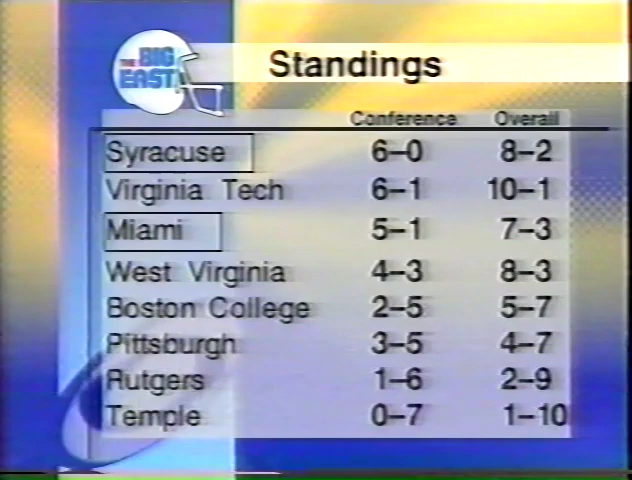 THE BIG EAST
Standings
Conference Overall
Syracuse 6–0 8–2
Virginia Tech 6–1 10–1
Miami 5–1 7–3
West Virginia 4–3 8–3
Boston College 2–5 5–7
Pittsburgh 3–5 4–7
Rutgers 1–6 2–9
Temple 0–7 1–10